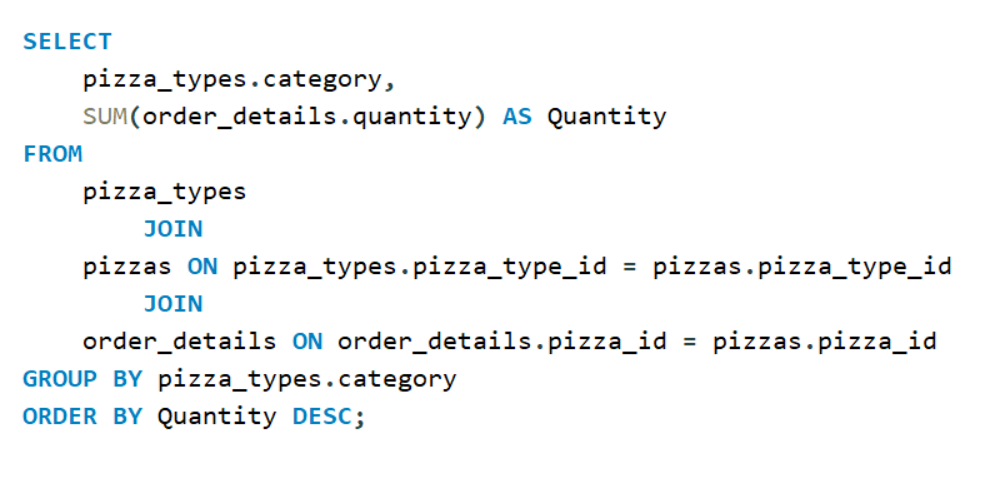 SELECT
    pizza_types.category,
    SUM(order_details.quantity) AS Quantity
FROM
    pizza_types
        JOIN
    pizzas ON pizza_types.pizza_type_id = pizzas.pizza_type_id
        JOIN
    order_details ON order_details.pizza_id = pizzas.pizza_id
GROUP BY pizza_types.category
ORDER BY Quantity DESC;